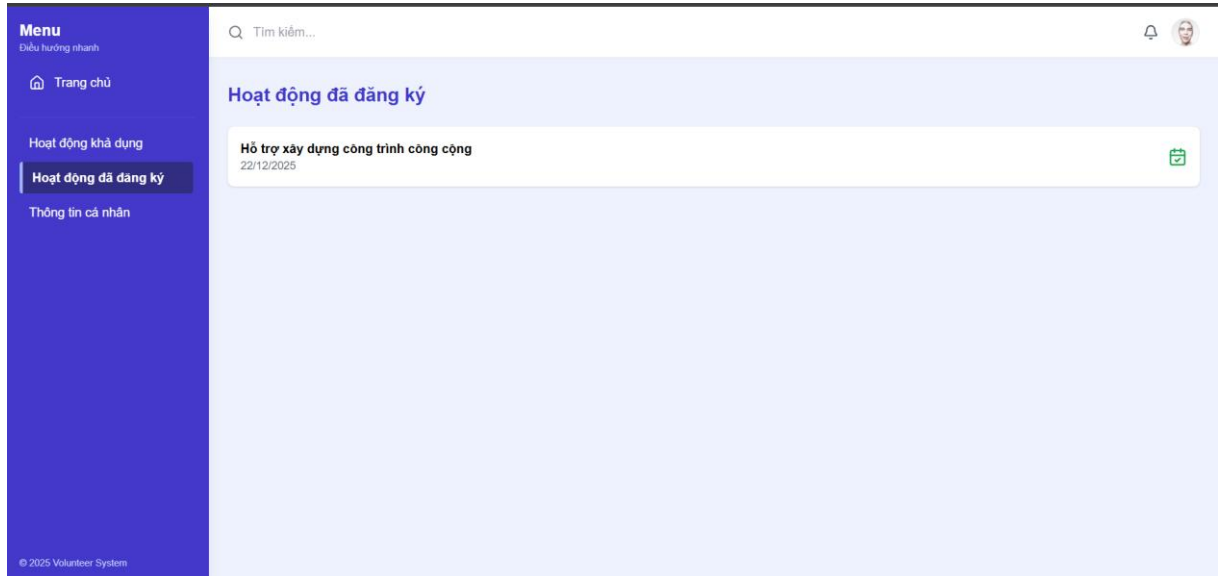 Menu
Điều hướng nhanh
Trang chủ
Hoạt động khả dụng
Hoạt động đã đăng ký
Thông tin cá nhân
© 2025 Volunteer System
Tìm kiếm...
Hoạt động đã đăng ký
Hỗ trợ xây dựng công trình công cộng
22/12/2025